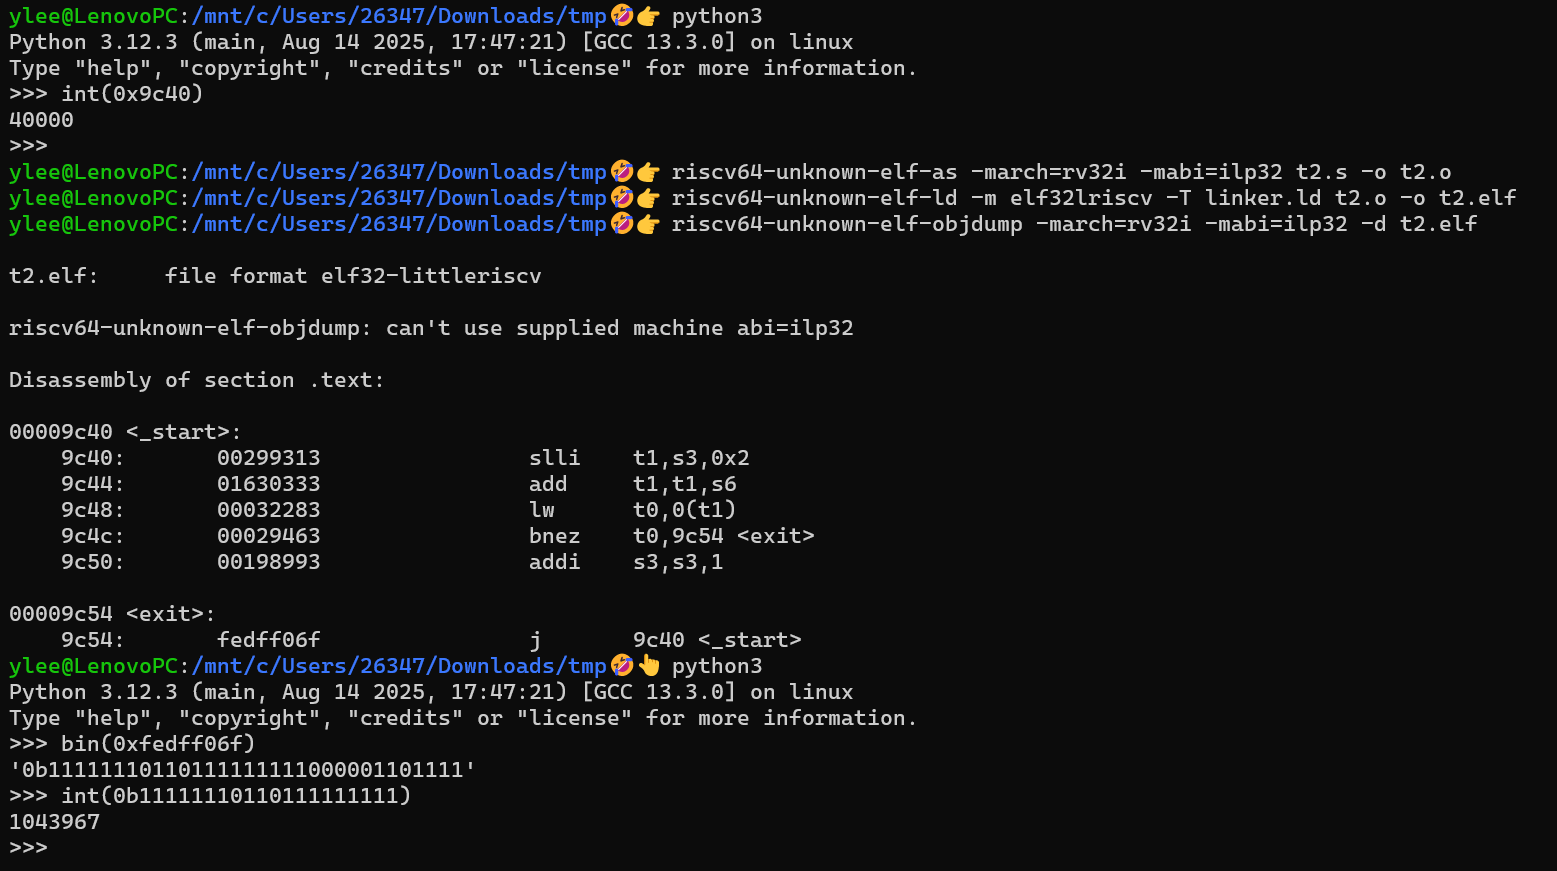 ylee@LenovoPC:/mnt/c/Users/26347/Downloads/tmp🤣👉 python3
Python 3.12.3 (main, Aug 14 2025, 17:47:21) [GCC 13.3.0] on linux
Type "help", "copyright", "credits" or "license" for more information.
>>> int(0x9c40)
40000
>>>
ylee@LenovoPC:/mnt/c/Users/26347/Downloads/tmp🤣👉 riscv64-unknown-elf-as -march=rv32i -mabi=ilp32 t2.s -o t2.o
ylee@LenovoPC:/mnt/c/Users/26347/Downloads/tmp🤣👉 riscv64-unknown-elf-ld -m elf32lriscv -T linker.ld t2.o -o t2.elf
ylee@LenovoPC:/mnt/c/Users/26347/Downloads/tmp🤣👉 riscv64-unknown-elf-objdump -march=rv32i -mabi=ilp32 -d t2.elf
t2.elf:     file format elf32-littleriscv
riscv64-unknown-elf-objdump: can't use supplied machine abi=ilp32
Disassembly of section .text:
00009c40 <_start>:
    9c40:       00299313                slli    t1,s3,0x2
    9c44:       01630333                add     t1,t1,s6
    9c48:       00032283                lw      t0,0(t1)
    9c4c:       00029463                bnez    t0,9c54 <exit>
    9c50:       00198993                addi    s3,s3,1
00009c54 <exit>:
    9c54:       fedff06f                j       9c40 <_start>
ylee@LenovoPC:/mnt/c/Users/26347/Downloads/tmp🤣👆 python3
Python 3.12.3 (main, Aug 14 2025, 17:47:21) [GCC 13.3.0] on linux
Type "help", "copyright", "credits" or "license" for more information.
>>> bin(0xfedff06f)
'0b11111110110111111111000001101111'
>>> int(0b11111110110111111111)
1043967
>>>